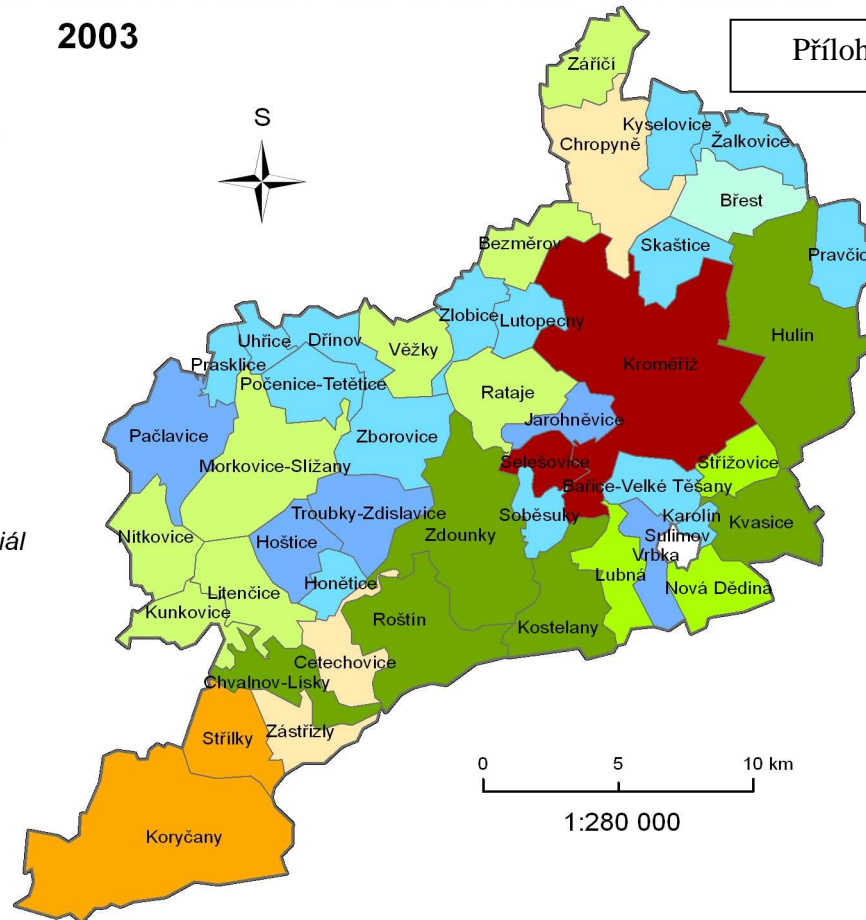 2003
Příloh
S
Záříčí
Kyselovice
Chropyně
Žalkovice
Břest
Bezměrov
Skaštice
Pravčic
Zlobice
Lutopecny
Hulín
Uhřice
Dřínov
Věžky
Prasklice
Kroměříž
Počenice-Tetětice
Rataje
Jarohněvice
Pačlavice
Zborovice
Šelešovice
Střížovice
Morkovice-Slížany
Bařice-Velké Těšany
Troubky-Zdislavice
Soběsuky
Karolín
Kvasice
Nítkovice
Hoštice
Zdounky
Sulimov
iál
Vrbka
Honětice
Lubná
Nová Dědina
Litenčice
Kunkovice
Roštín
Kostelany
Cetechovice
Chvalnov-Lísky
Střílky
Zástřizly
0 5 10 km
1:280 000
Koryčany